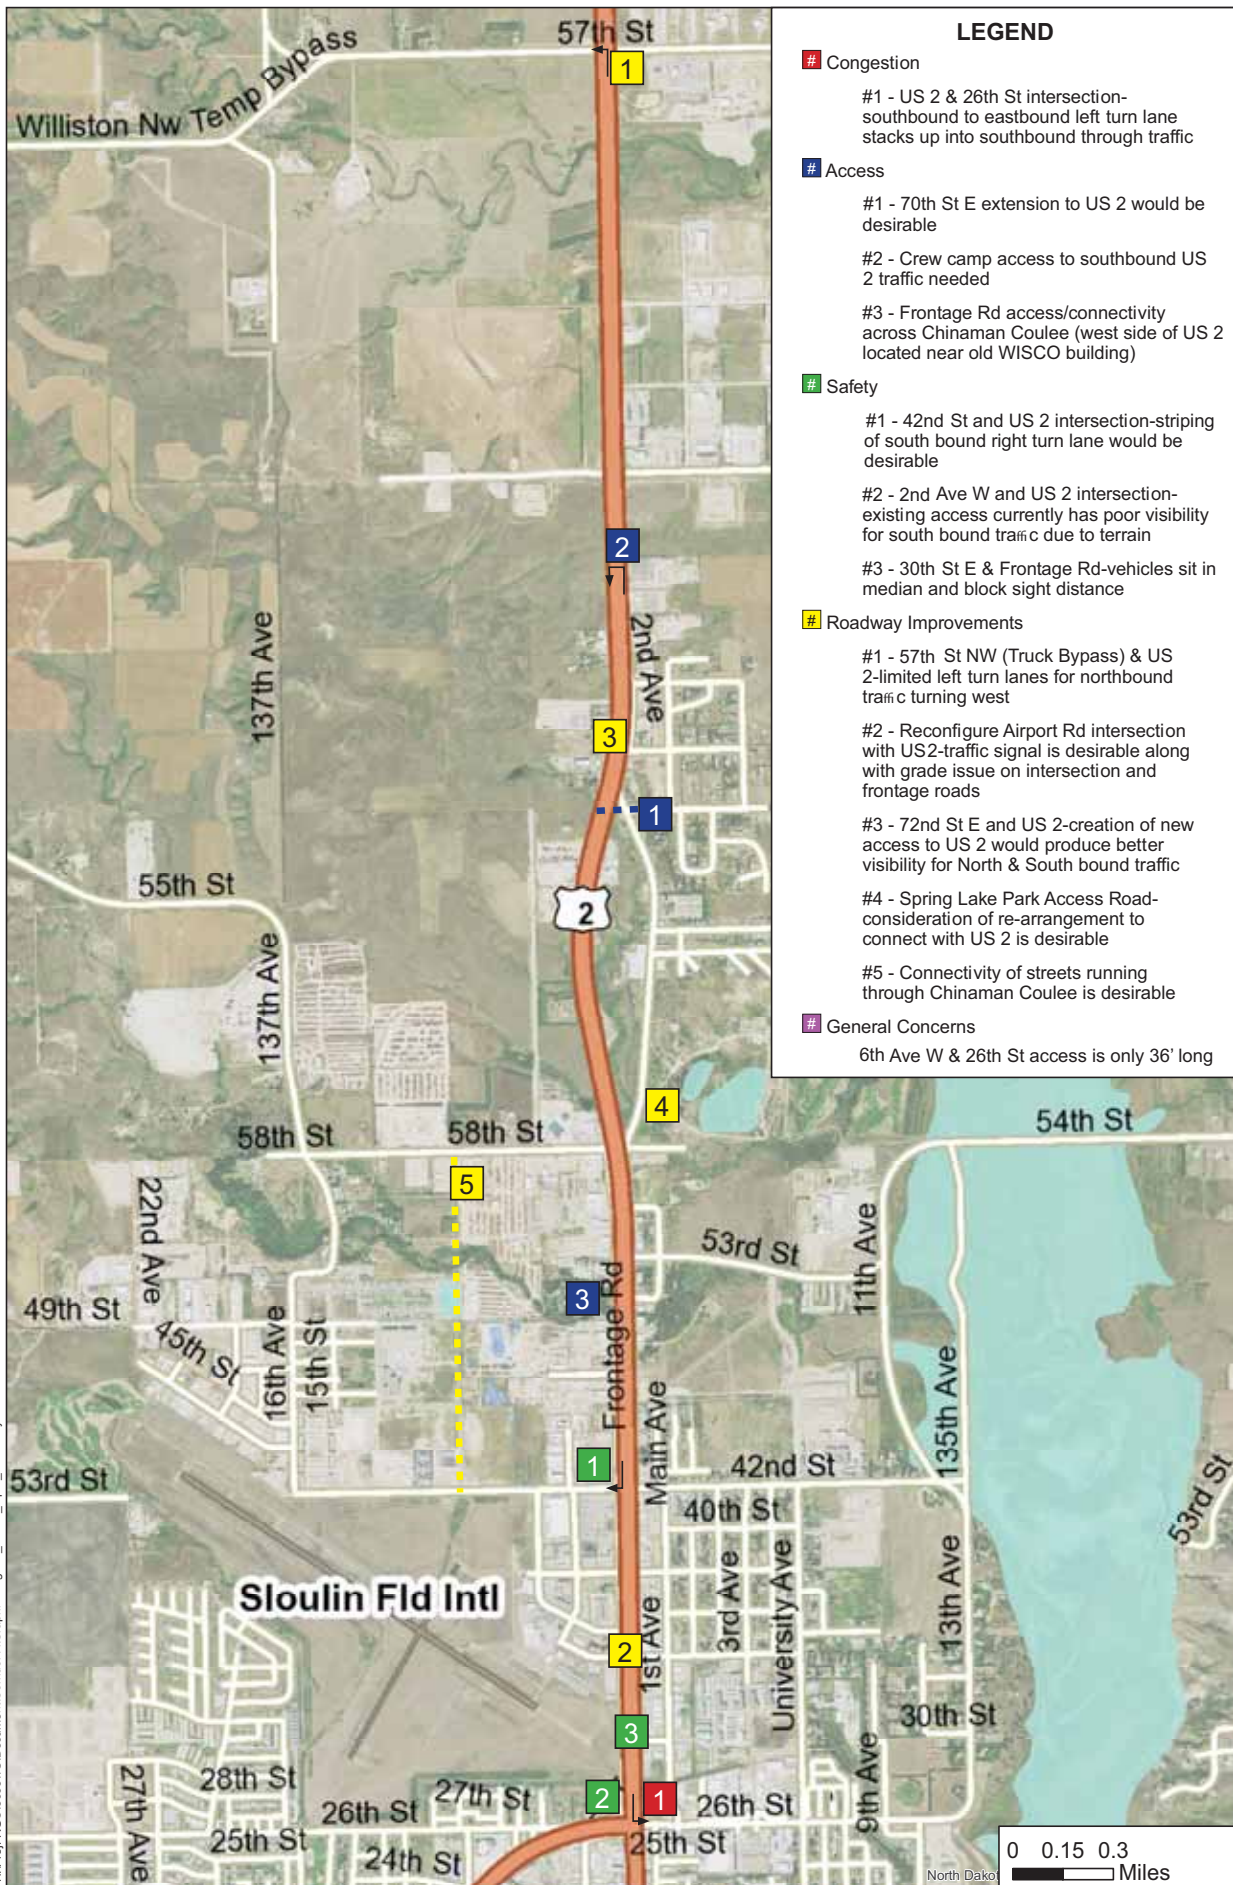 57th St
1
Williston Nw Temp Bypass
LEGEND
# Congestion
#1 - US 2 & 26th St intersection-
southbound to eastbound left turn lane
stacks up into southbound through traffic
# Access
#1 - 70th St E extension to US 2 would be
desirable
#2 - Crew camp access to southbound US
2 traffic needed
#3 - Frontage Rd access/connectivity
across Chinaman Coulee (west side of US 2
located near old WISCO building)
# Safety
#1 - 42nd St and US 2 intersection-striping
of south bound right turn lane would be
desirable
#2 - 2nd Ave W and US 2 intersection-
existing access currently has poor visibility
for south bound traffic due to terrain
#3 - 30th St E & Frontage Rd-vehicles sit in
median and block sight distance
# Roadway Improvements
#1 - 57th St NW (Truck Bypass) & US
2-limited left turn lanes for northbound
traffic turning west
#2 - Reconfigure Airport Rd intersection
with US2-traffic signal is desirable along
with grade issue on intersection and
frontage roads
#3 - 72nd St E and US 2-creation of new
access to US 2 would produce better
visibility for North & South bound traffic
#4 - Spring Lake Park Access Road-
consideration of re-arrangement to
connect with US 2 is desirable
#5 - Connectivity of streets running
through Chinaman Coulee is desirable
# General Concerns
6th Ave W & 26th St access is only 36' long
2
137th Ave
2nd Ave
3
1
55th St
2
137th Ave
4
58th St
58th St
54th St
5
22nd Ave
53rd St
11th Ave
49th St
45th St
16th Ave
15th St
3
Frontage Rd
135th Ave
1
Main Ave
42nd St
53rd St
40th St
53rd St
Sloulin Fld Intl
3rd Ave
University Ave
13th Ave
2
1st Ave
3
30th St
27th Ave
28th St
27th St
2
1
26th St
9th Ave
26th St
25th St
25th St
24th St
0 0.15 0.3
Miles
North Dakot